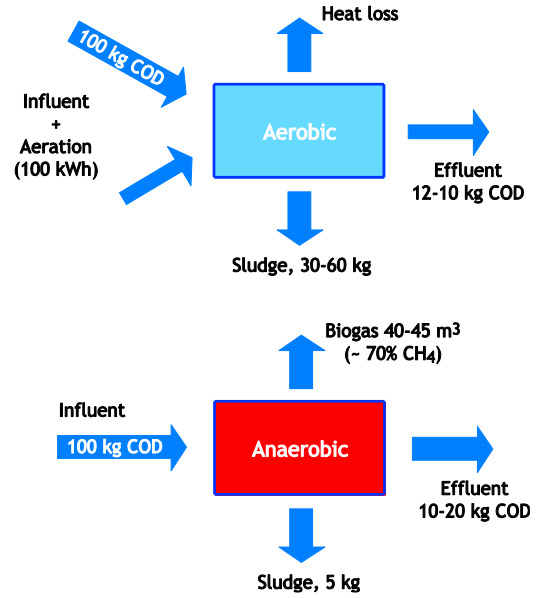 Heat loss
100 kg COD
Influent
+
Aeration
(100 kWh)
Aerobic
Effluent
12-10 kg COD
Sludge, 30-60 kg
Biogas 40-45 m³
(~ 70% CH₄)
Influent
100 kg COD
Anaerobic
Effluent
10-20 kg COD
Sludge, 5 kg